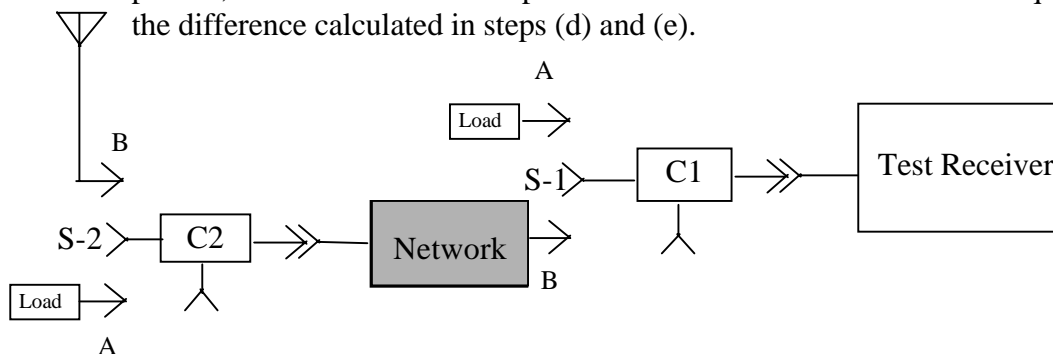 the difference calculated in steps (d) and (e).
A
Load
B
S-1
C1
Test Receiver
S-2
C2
Network
B
Load
A